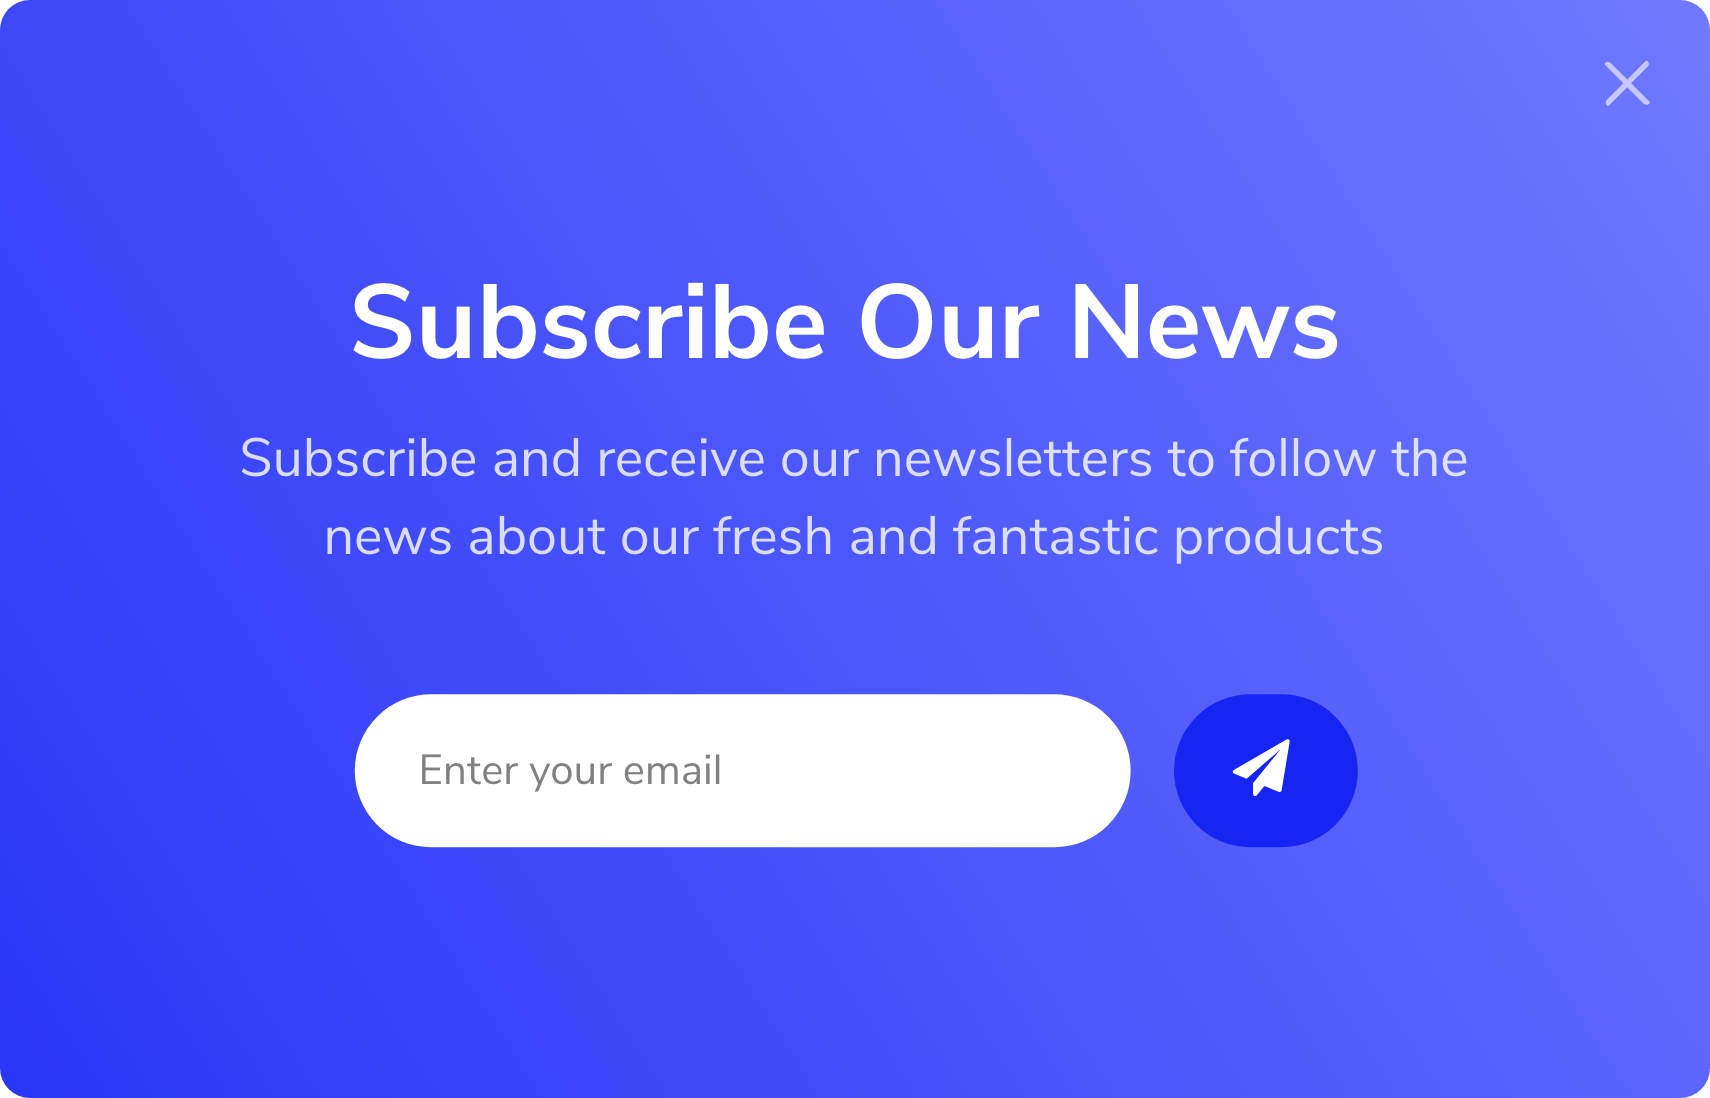 Subscribe Our News
Subscribe and receive our newsletters to follow the
news about our fresh and fantastic products
Enter your email